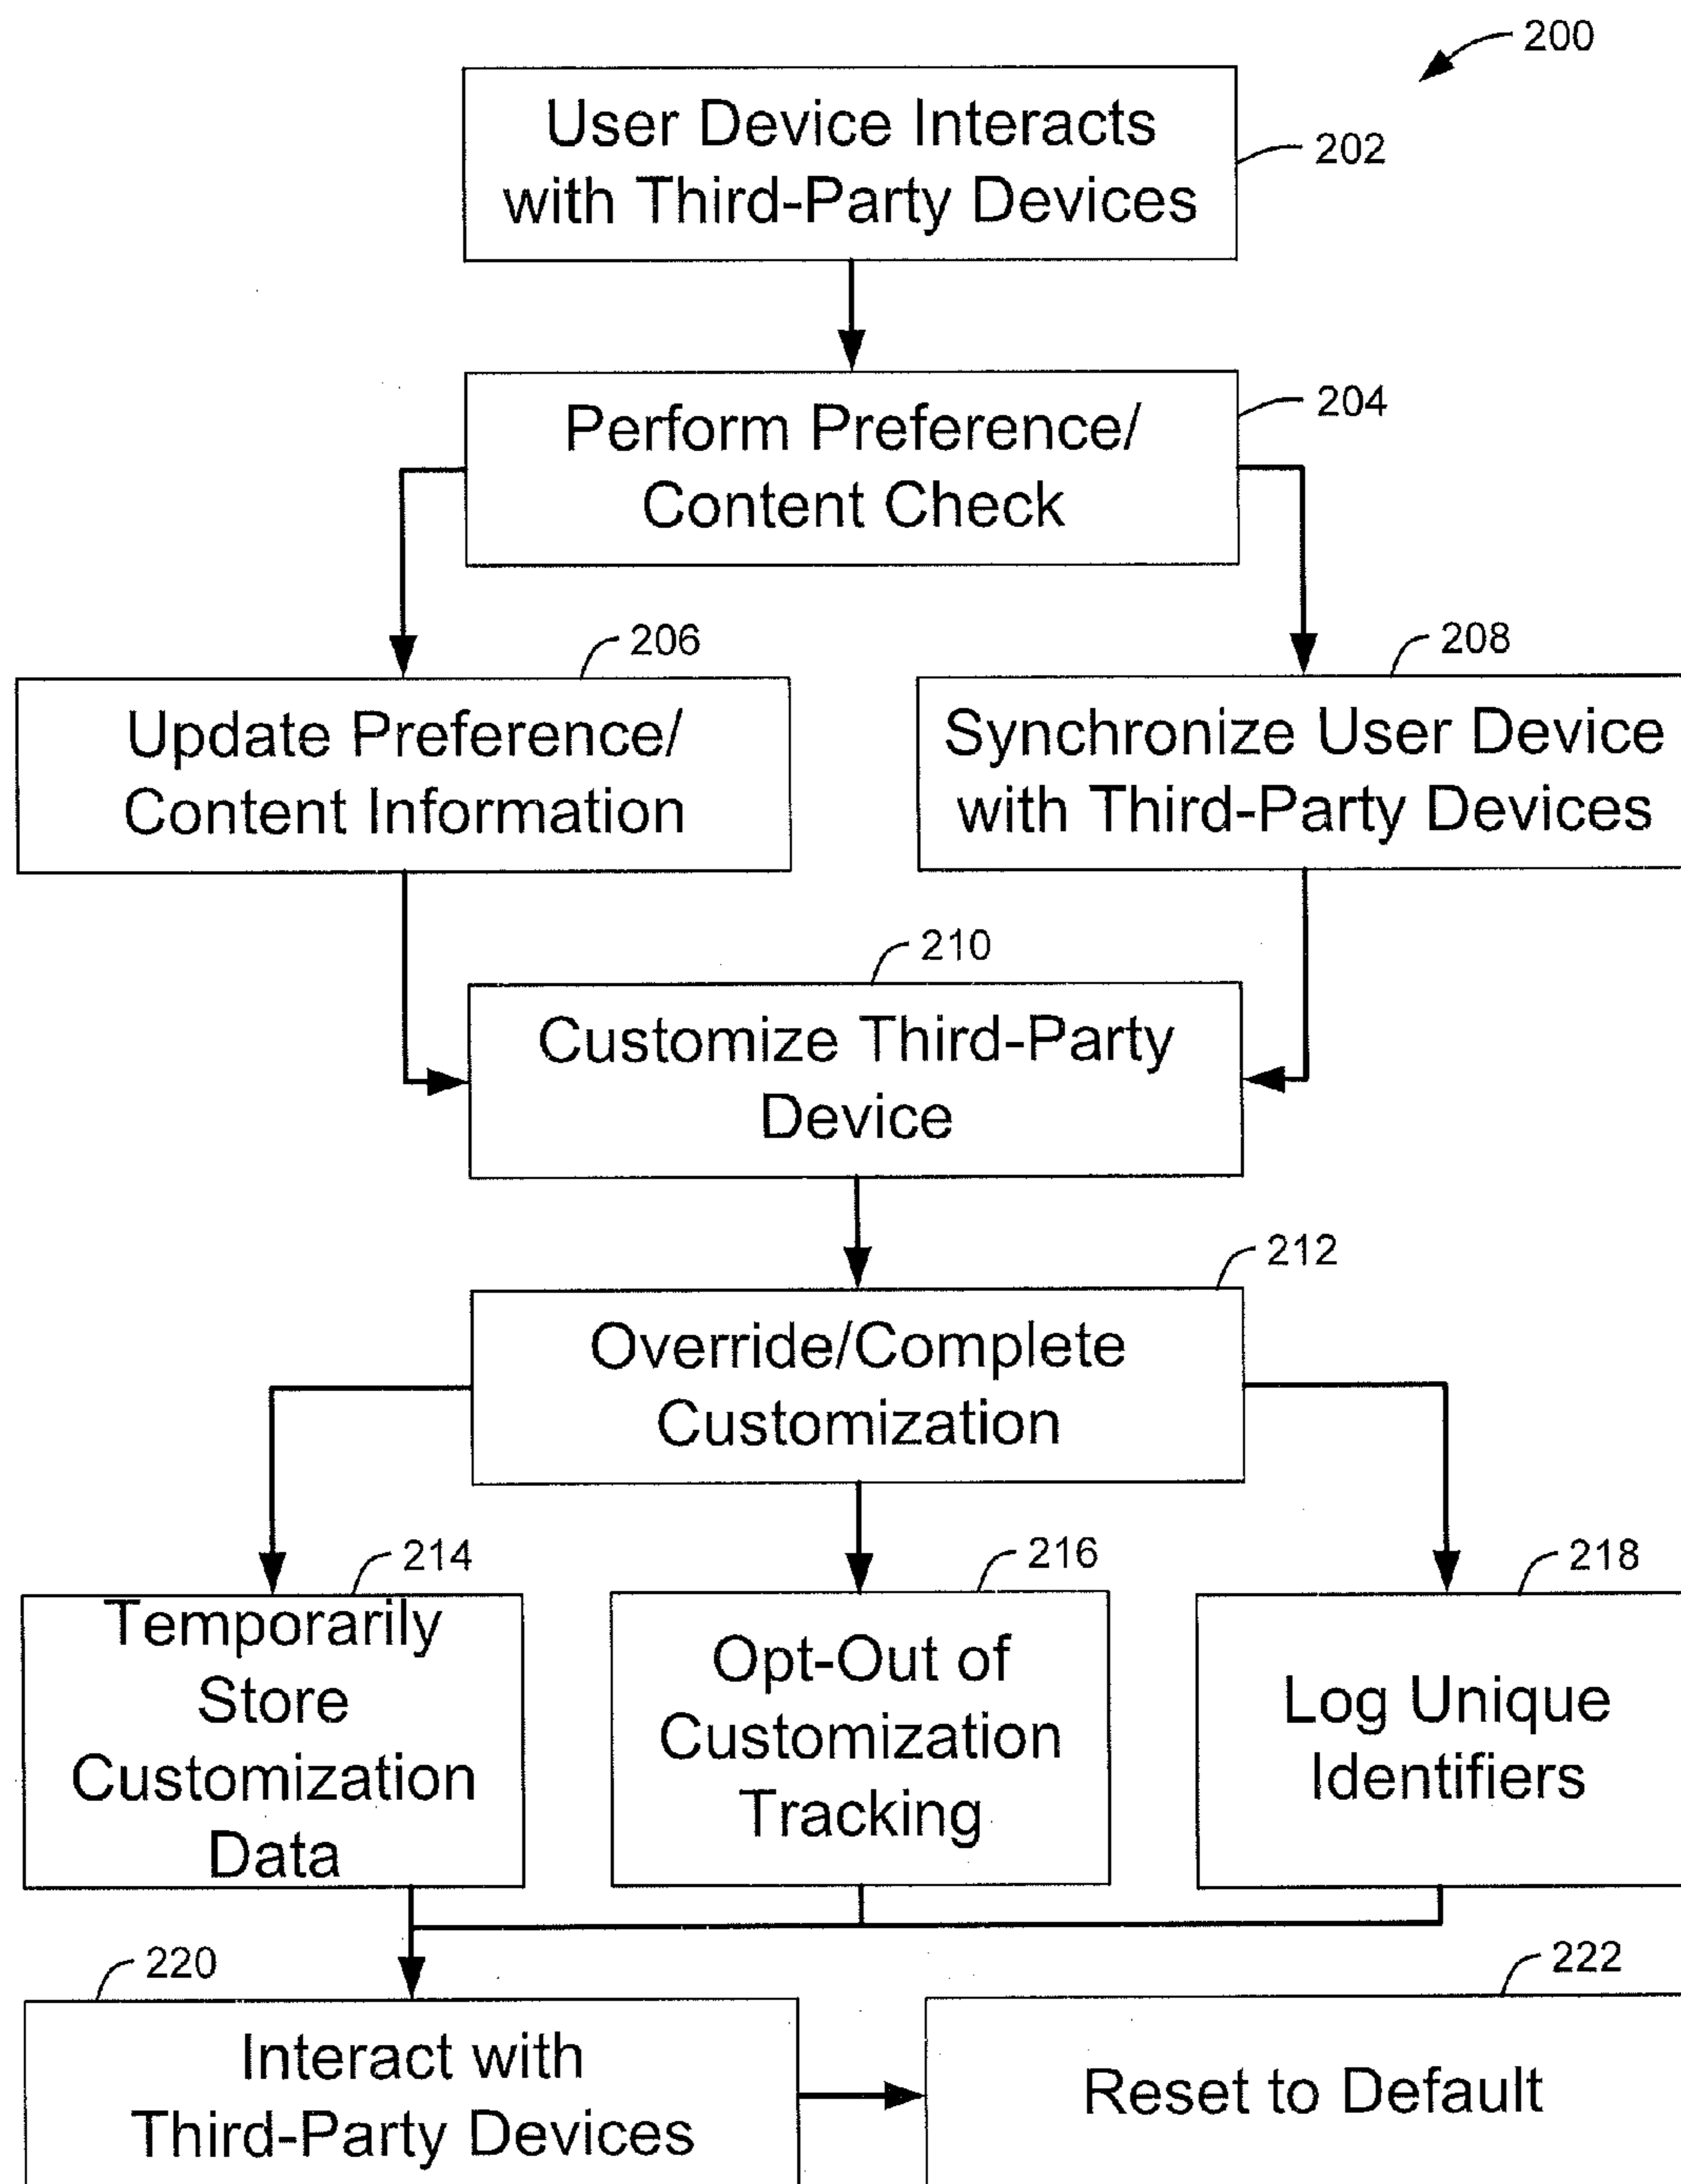 200
User Device Interacts
with Third-Party Devices
202
Perform Preference/
Content Check
204
206
Update Preference/
Content Information
208
Synchronize User Device
with Third-Party Devices
210
Customize Third-Party
Device
212
Override/Complete
Customization
214
Temporarily
Store
Customization
Data
216
Opt-Out of
Customization
Tracking
218
Log Unique
Identifiers
220
Interact with
Third-Party Devices
222
Reset to Default